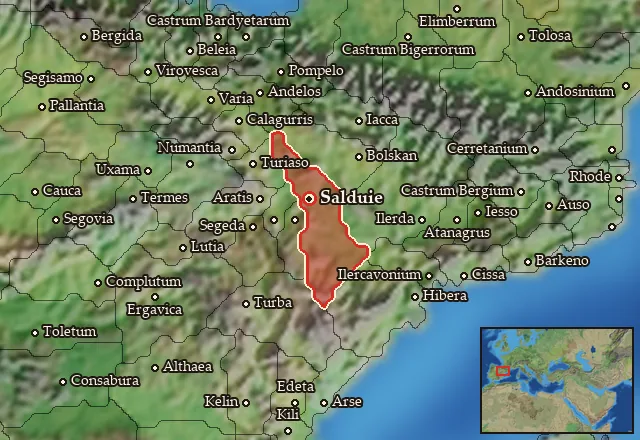 Elimberrum
Castrum Bardyetarum
Bergida
Tolosa
Beleia
Castrum Bigerrorum
Segisamo
Virovesca
Pompelo
Andelos
Andosinium
Pallantia
Varia
Calagurris
Iacca
Numantia
Cerretanium
Bolskan
Turiaso
Uxama
Rhode
Cauca
Termes
Aratis
Salduie
Castrum Bergium
Auso
Iesso
Segovia
Segeda
Ilerda
Atanagrus
Lutia
Barkeno
Ilercavonium
Cissa
Complutum
Hibera
Ergavica
Turba
Toletum
Althaea
Consabura
Edeta
Kelin
Arse
Kili